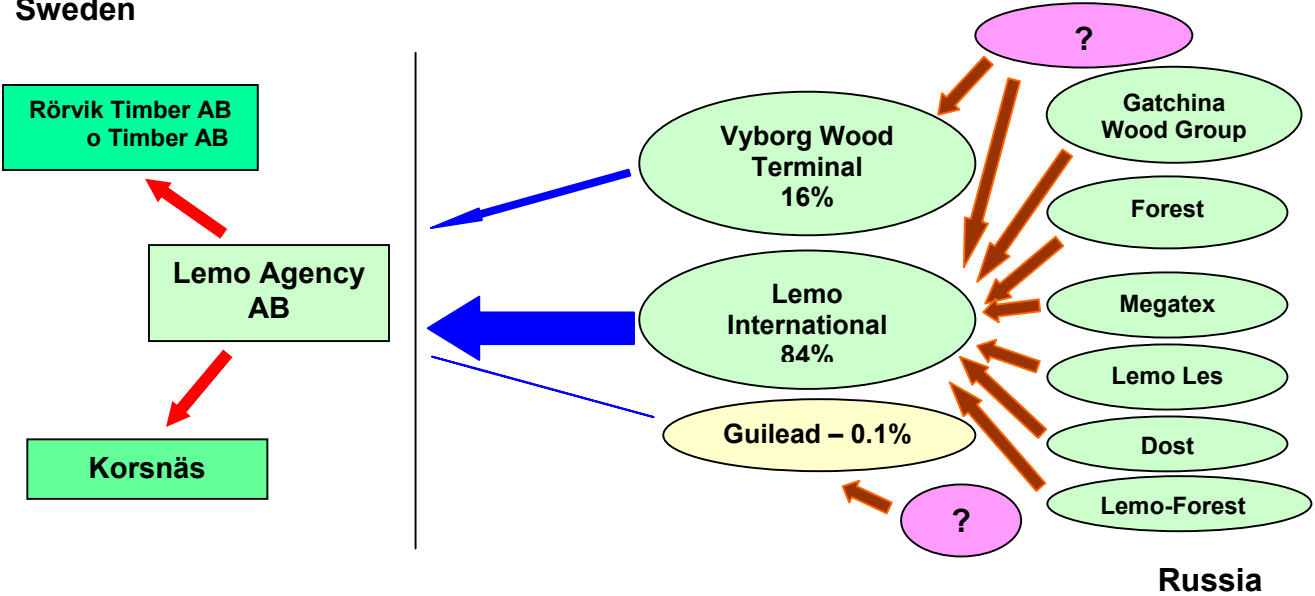 Sweden
Rörvik Timber AB
o Timber AB
Lemo Agency
AB
Korsnäs
Vyborg Wood
Terminal
16%
Lemo
International
84%
Guilead – 0.1%
?
?
Gatchina
Wood Group
Forest
Megatex
Lemo Les
Dost
Lemo-Forest
Russia